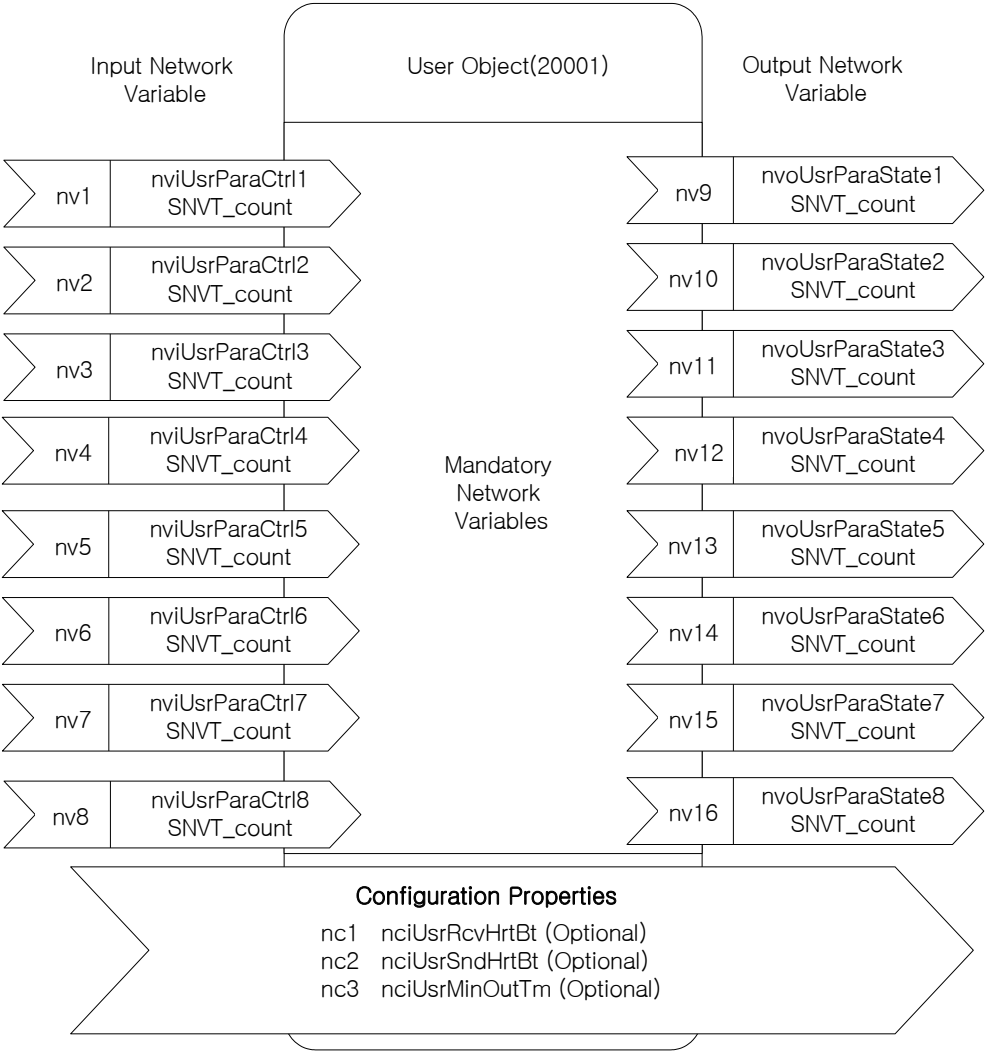 Input Network
Variable
User Object(20001)
Output Network
Variable
nv1
nviUsrParaCtrl1
SNVT_count
nv2
nviUsrParaCtrl2
SNVT_count
nv3
nviUsrParaCtrl3
SNVT_count
nv4
nviUsrParaCtrl4
SNVT_count
nv5
nviUsrParaCtrl5
SNVT_count
nv6
nviUsrParaCtrl6
SNVT_count
nv7
nviUsrParaCtrl7
SNVT_count
nv8
nviUsrParaCtrl8
SNVT_count
Mandatory
Network
Variables
nv9
nvoUsrParaState1
SNVT_count
nv10
nvoUsrParaState2
SNVT_count
nv11
nvoUsrParaState3
SNVT_count
nv12
nvoUsrParaState4
SNVT_count
nv13
nvoUsrParaState5
SNVT_count
nv14
nvoUsrParaState6
SNVT_count
nv15
nvoUsrParaState7
SNVT_count
nv16
nvoUsrParaState8
SNVT_count
Configuration Properties
nc1 nciUsrRcvHrtBt (Optional)
nc2 nciUsrSndHrtBt (Optional)
nc3 nciUsrMinOutTm (Optional)